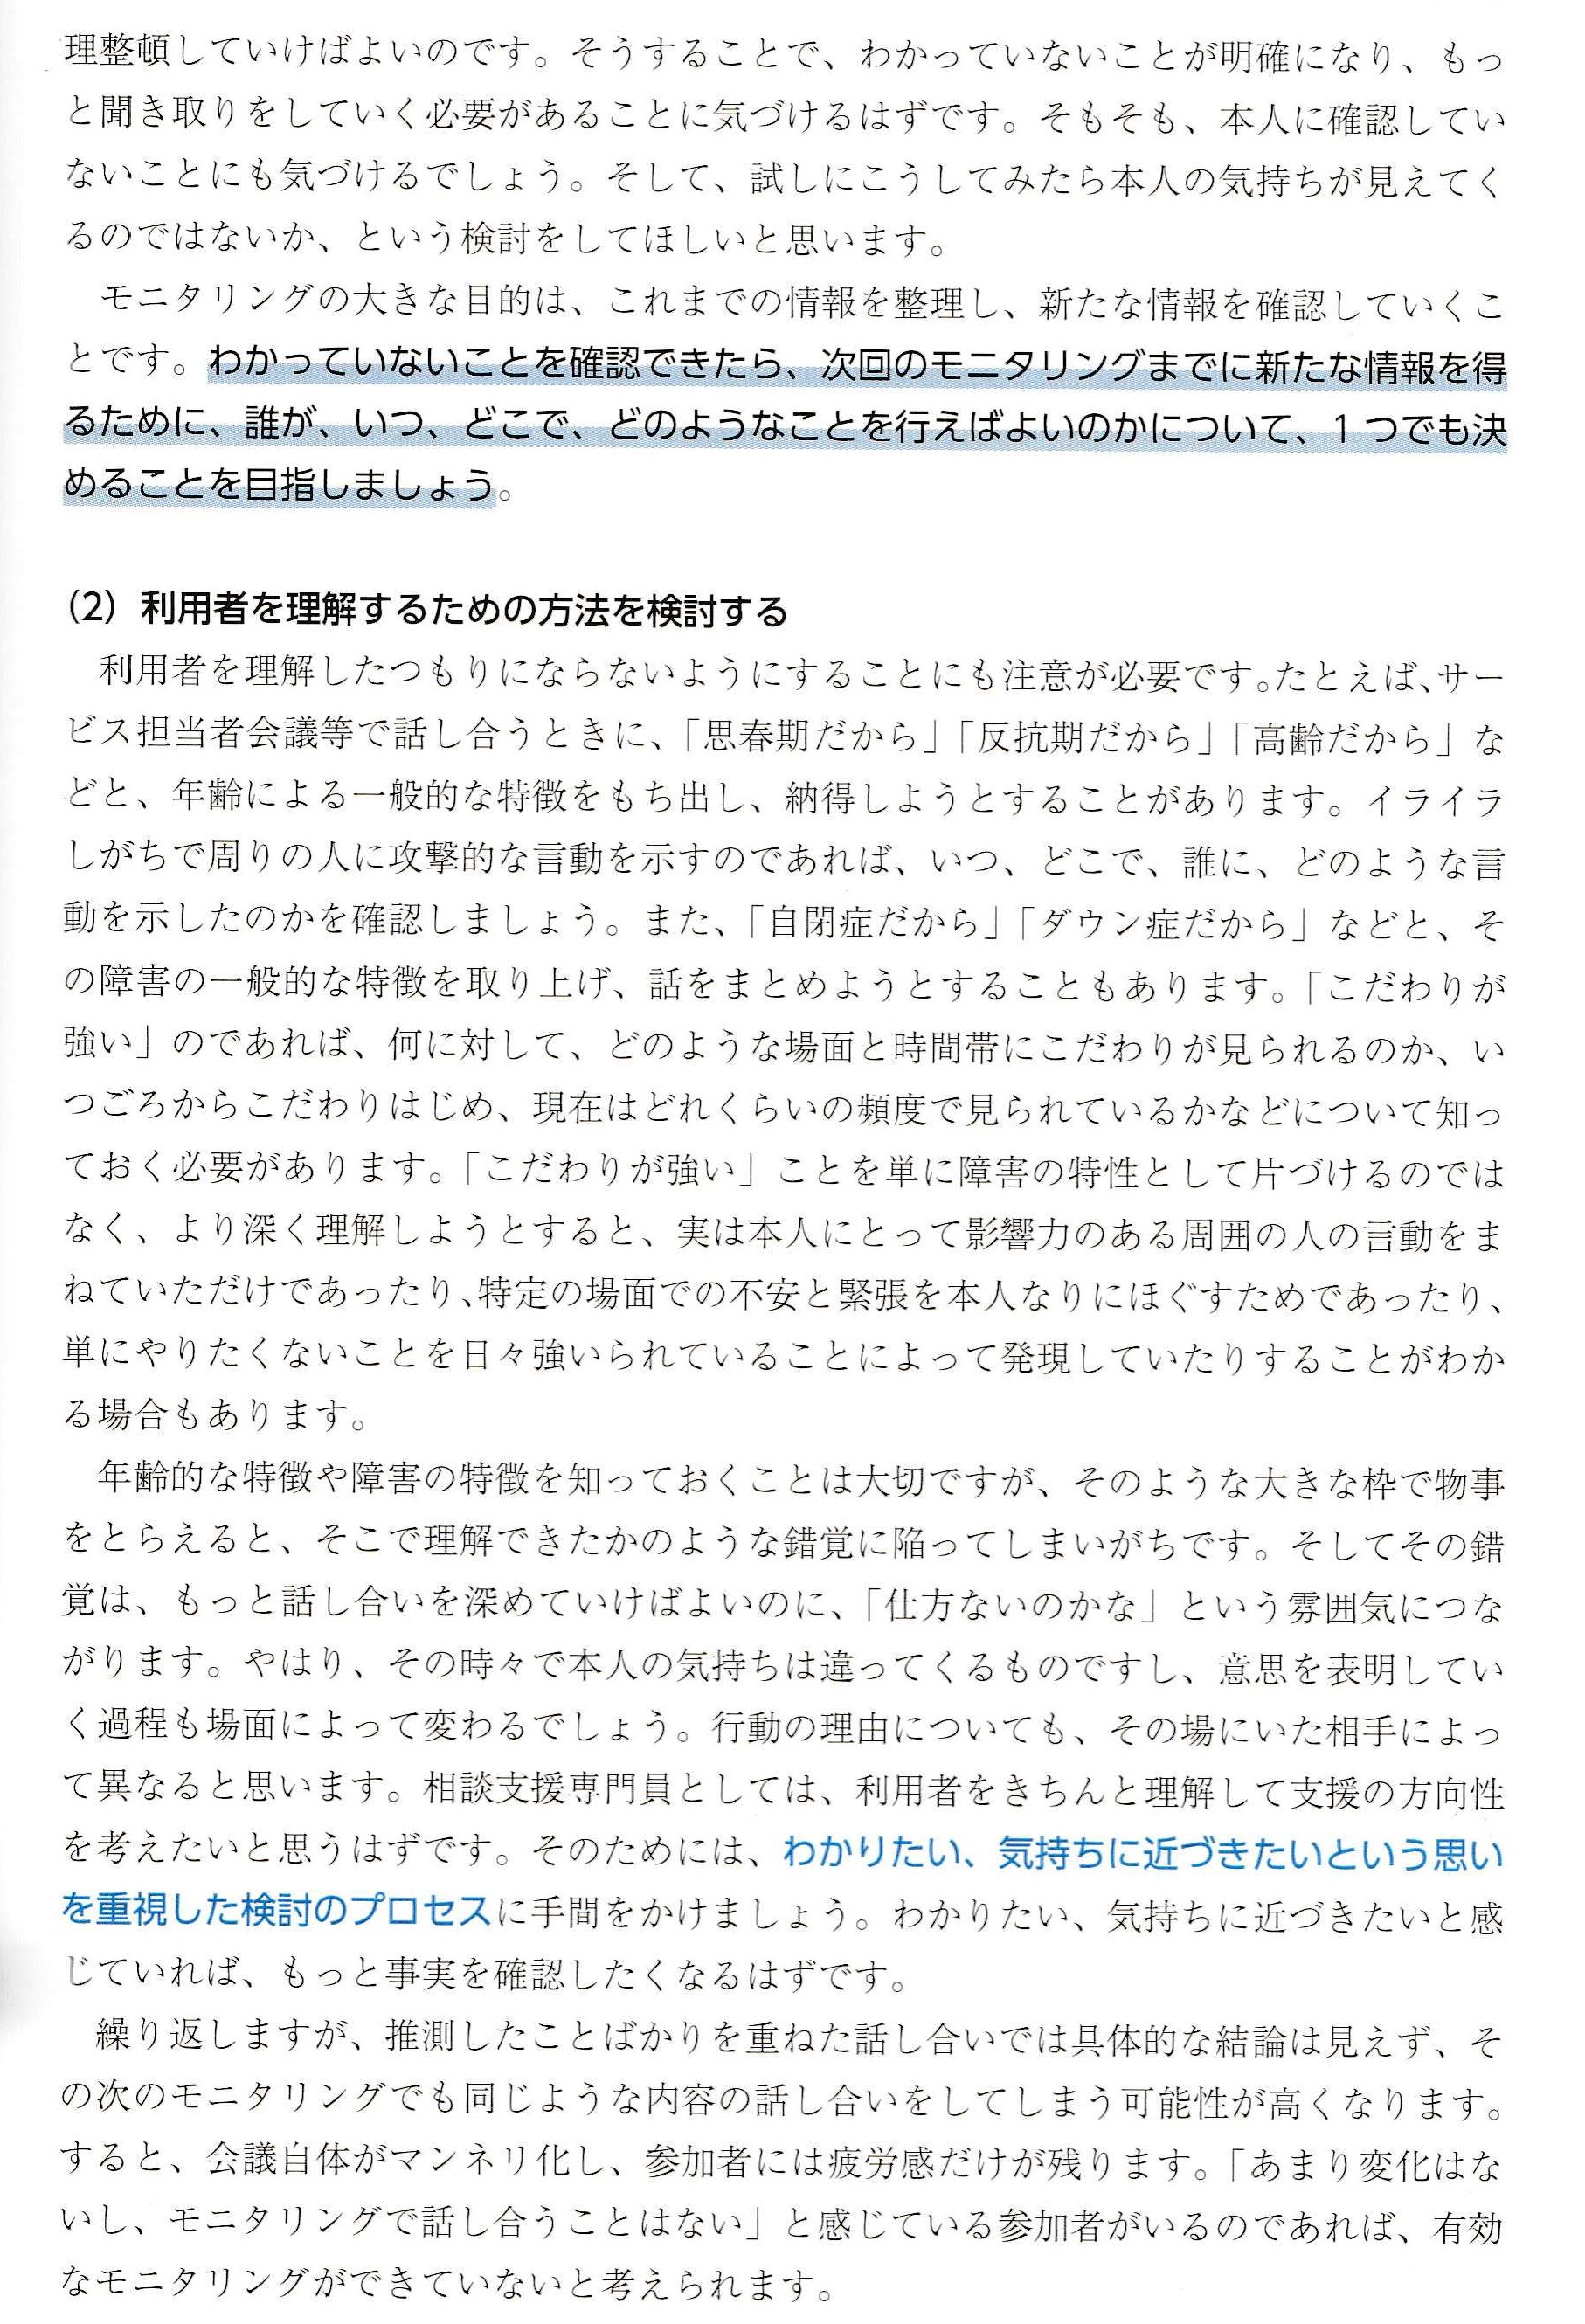 理整頓していけばよいのです。そうすることで、わかっていないことが明確になり、もっ
と聞き取りをしていく必要があることに気づけるはずです。そもそも、本人に確認してい
ないことにも気づけるでしょう。そして、試しにこうしてみたら本人の気持ちが見えてく
るのではないか、という検討をしてほしいと思います。
モニタリングの大きな目的は、これまでの情報を整理し、新たな情報を確認していくこ
とです。わかっていないことを確認できたら、次回のモニタリングまでに新たな情報を得
るために、誰が、いつ、どこで、どのようなことを行えばよいのかについて、1つでも決
めることを目指しましょう。
（2）利用者を理解するための方法を検討する
利用者を理解したつもりにならないようにすることにも注意が必要です。たとえば、サー
ビス担当者会議等で話し合うときに、「思春期だから」「反抗期だから」「高齢だから」な
どと、年齢による一般的な特徴をもち出し、納得しようとすることがあります。イライラ
しがちで周りの人に攻撃的な言動を示すのであれば、いつ、どこで、誰に、どのような言
動を示したのかを確認しましょう。また、「自閉症だから」「ダウン症だから」などと、そ
の障害の一般的な特徴を取り上げ、話をまとめようとすることもあります。「こだわりが
強い」のであれば、何に対して、どのような場面と時間帯にこだわりが見られるのか、い
つごろからこだわりはじめ、現在はどれくらいの頻度で見られているかなどについて知っ
ておく必要があります。「こだわりが強い」ことを単に障害の特性として片づけるのでは
なく、より深く理解しようとすると、実は本人にとって影響力のある周囲の人の言動をま
ねていただけであったり、特定の場面での不安と緊張を本人なりにほぐすためであったり、
単にやりたくないことを日々強いられていることによって発現していたりすることがわか
る場合もあります。
年齢的な特徴や障害の特徴を知っておくことは大切ですが、そのような大きな枠で物事
をとらえると、そこで理解できたかのような錯覚に陥ってしまいがちです。そしてその錯
覚は、もっと話し合いを深めていけばよいのに、「仕方ないのかな」という雰囲気につな
がります。やはり、その時々で本人の気持ちは違ってくるものですし、意思を表明してい
く過程も場面によって変わるでしょう。行動の理由についても、その場にいた相手によっ
て異なると思います。相談支援専門員としては、利用者をきちんと理解して支援の方向性
を考えたいと思うはずです。そのためには、わかりたい、気持ちに近づきたいという思い
を重視した検討のプロセスに手間をかけましょう。わかりたい、気持ちに近づきたいと感
じていれば、もっと事実を確認したくなるはずです。
繰り返しますが、推測したことばかりを重ねた話し合いでは具体的な結論は見えず、そ
の次のモニタリングでも同じような内容の話し合いをしてしまう可能性が高くなります。
すると、会議自体がマンネリ化し、参加者には疲労感だけが残ります。「あまり変化はな
いし、モニタリングで話し合うことはない」と感じている参加者がいるのであれば、有効
なモニタリングができていないと考えられます。